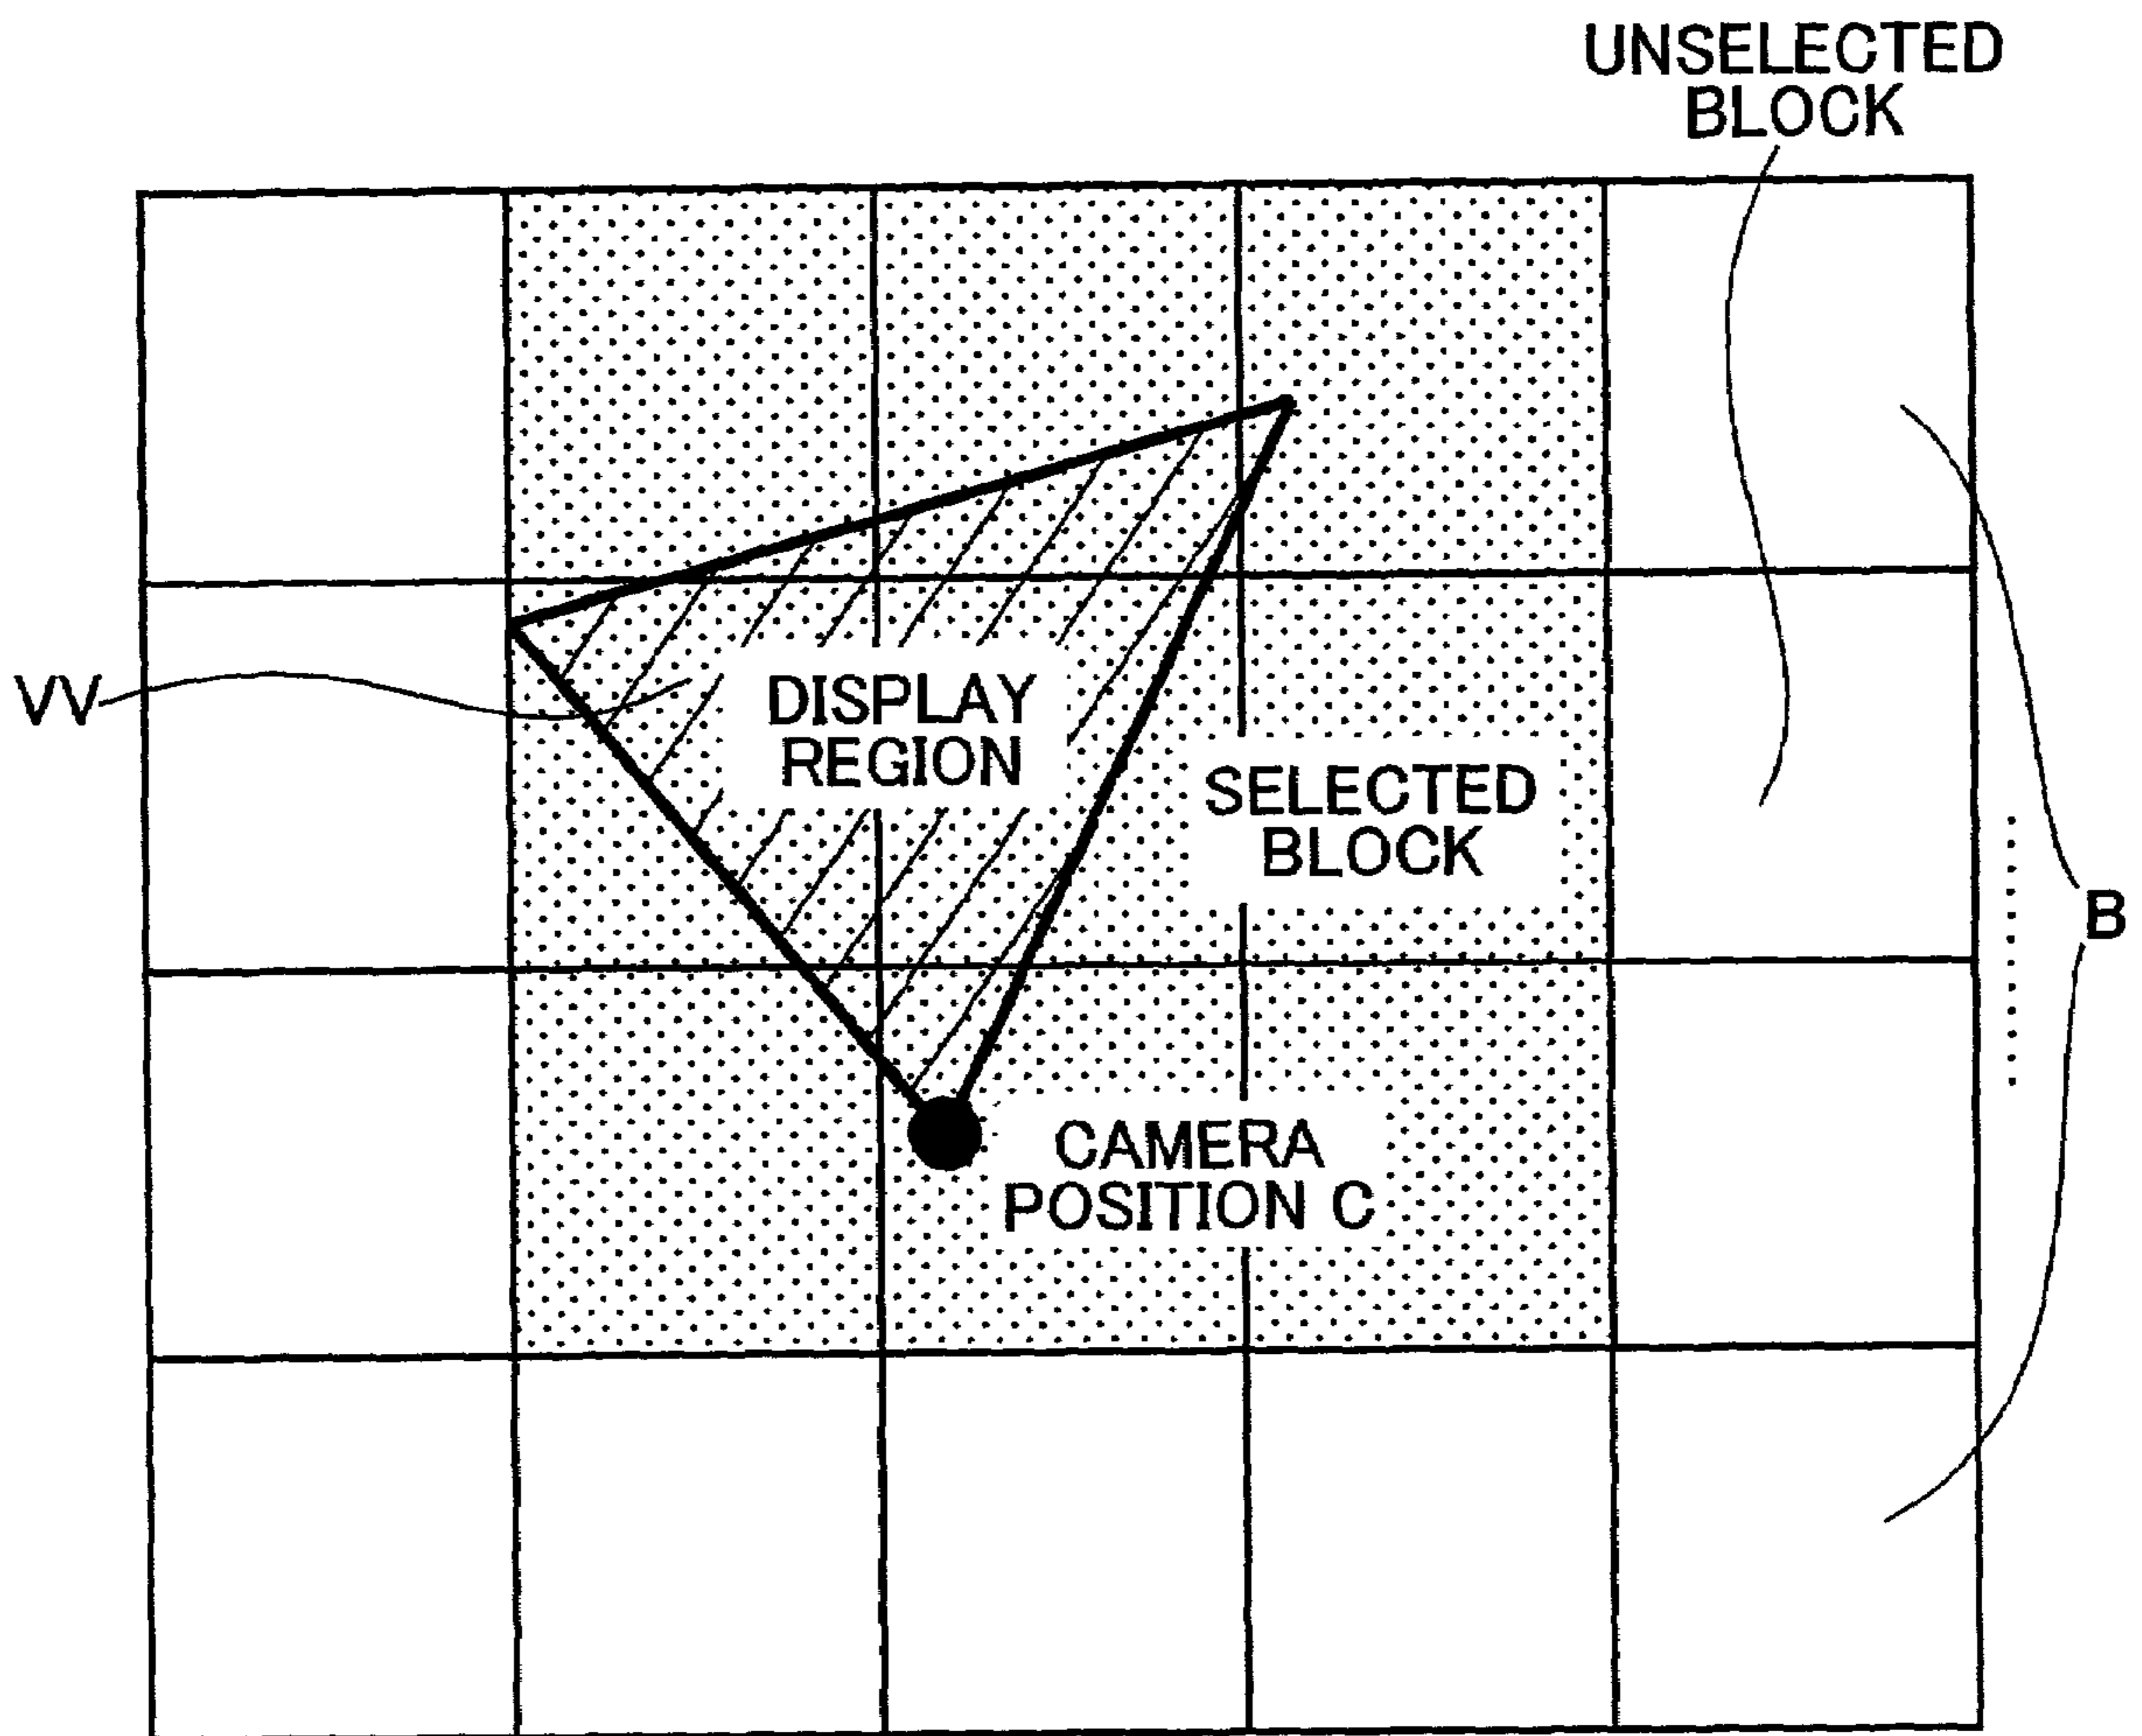 UNSELECTED
BLOCK
VV
DISPLAY
REGION
SELECTED
BLOCK
B
CAMERA
POSITION C